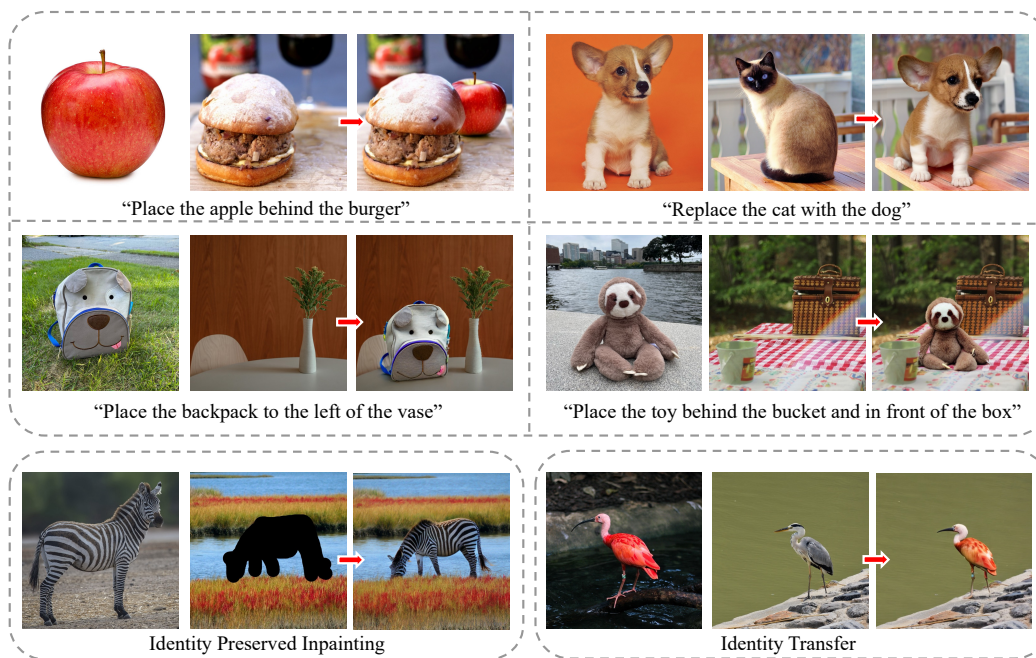 “Place the apple behind the burger”
“Replace the cat with the dog”
“Place the backpack to the left of the vase”
“Place the toy behind the bucket and in front of the box”
Identity Preserved Inpainting
Identity Transfer